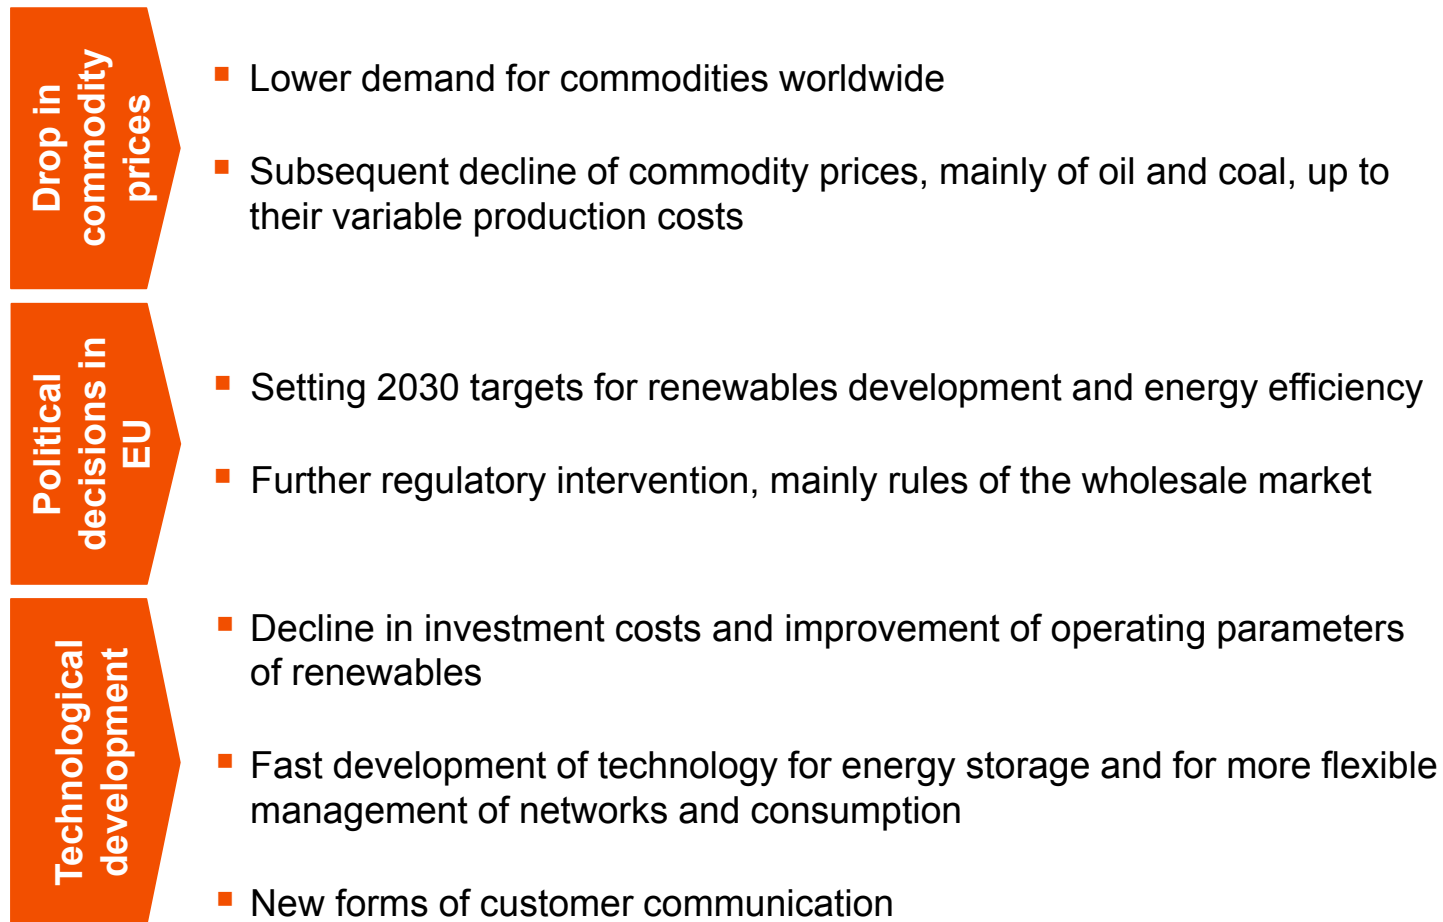 Drop in
commodity
prices
▪ Lower demand for commodities worldwide
▪ Subsequent decline of commodity prices, mainly of oil and coal, up to
their variable production costs
Political
decisions in
EU
▪ Setting 2030 targets for renewables development and energy efficiency
▪ Further regulatory intervention, mainly rules of the wholesale market
Technological
development
▪ Decline in investment costs and improvement of operating parameters
of renewables
▪ Fast development of technology for energy storage and for more flexible
management of networks and consumption
▪ New forms of customer communication